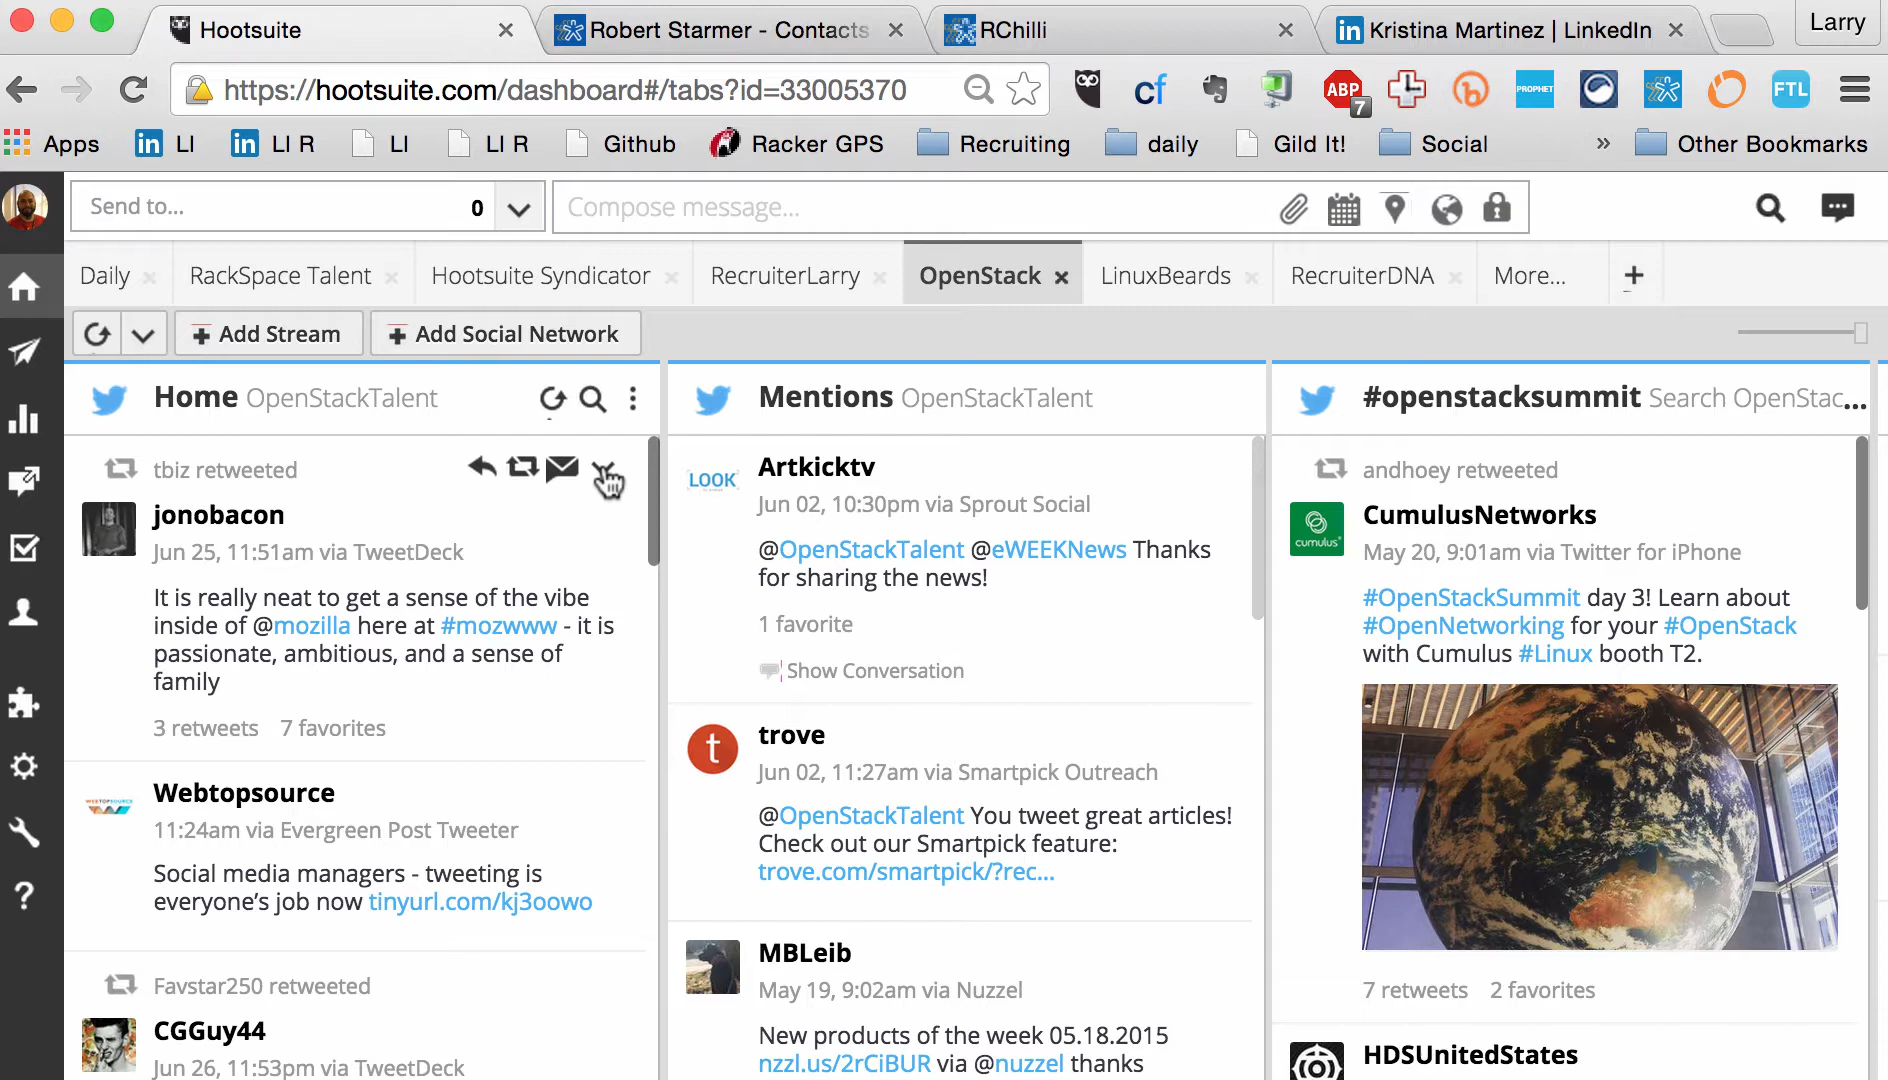 Hootsuite
Robert Starmer - Contacts
RChilli
Kristina Martinez | LinkedIn
Larry
https://hootsuite.com/dashboard#/tabs?id=33005370
cf
ABP
7
PROPHET
FTL
Apps
LI
LI R
LI
LI R
Github
Racker GPS
Recruiting
daily
Gild It!
Social
»
Other Bookmarks
Send to...
0
Compose message...
Daily
RackSpace Talent
Hootsuite Syndicator
RecruiterLarry
OpenStack
LinuxBeards
RecruiterDNA
More...
Add Stream
Add Social Network
Home OpenStackTalent
tbiz retweeted
jonobacon
Jun 25, 11:51am via TweetDeck
It is really neat to get a sense of the vibe
inside of @mozilla here at #mozwww - it is
passionate, ambitious, and a sense of
family
3 retweets 7 favorites
WEBTOPSOURCE
Webtopsource
11:24am via Evergreen Post Tweeter
Social media managers - tweeting is
everyone’s job now tinyurl.com/kj3oowo
Favstar250 retweeted
CGGuy44
Jun 26, 11:53pm via TweetDeck
Mentions OpenStackTalent
LOOK
Artkicktv
Jun 02, 10:30pm via Sprout Social
@OpenStackTalent @eWEEKNews Thanks
for sharing the news!
1 favorite
Show Conversation
t
trove
Jun 02, 11:27am via Smartpick Outreach
@OpenStackTalent You tweet great articles!
Check out our Smartpick feature:
trove.com/smartpick/?rec...
MBLeib
May 19, 9:02am via Nuzzel
New products of the week 05.18.2015
nzzl.us/2rCiBUR via @nuzzel thanks
#openstacksummit Search OpenStac...
andhoey retweeted
cumulus
CumulusNetworks
May 20, 9:01am via Twitter for iPhone
#OpenStackSummit day 3! Learn about
#OpenNetworking for your #OpenStack
with Cumulus #Linux booth T2.
7 retweets 2 favorites
HDSUnitedStates